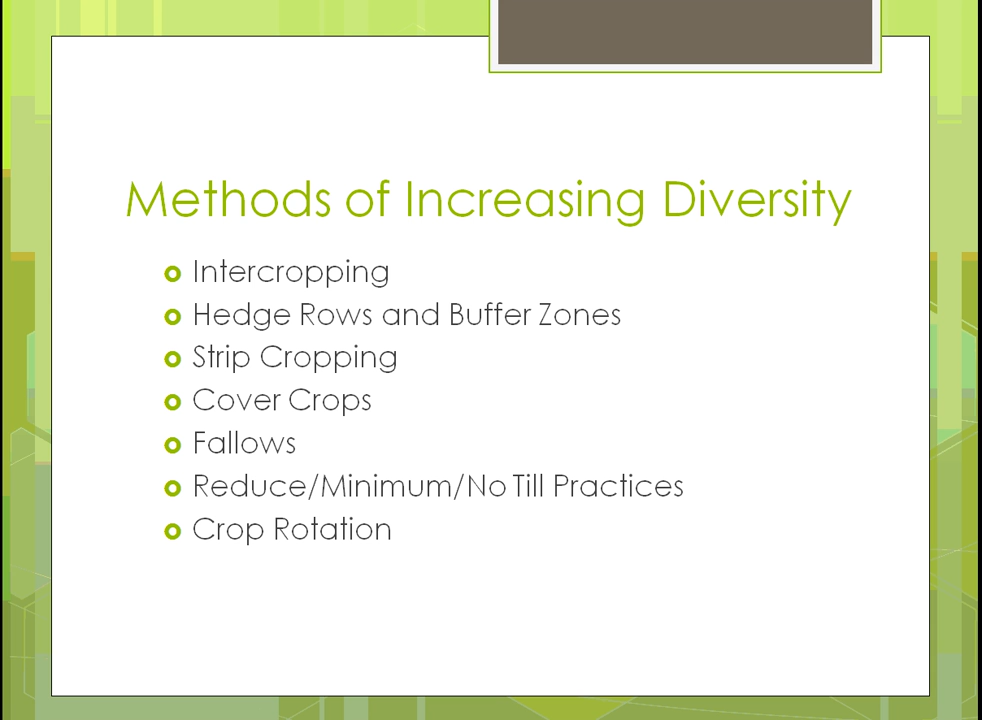 Methods of Increasing Diversity
Intercropping
Hedge Rows and Buffer Zones
Strip Cropping
Cover Crops
Fallows
Reduce/Minimum/No Till Practices
Crop Rotation